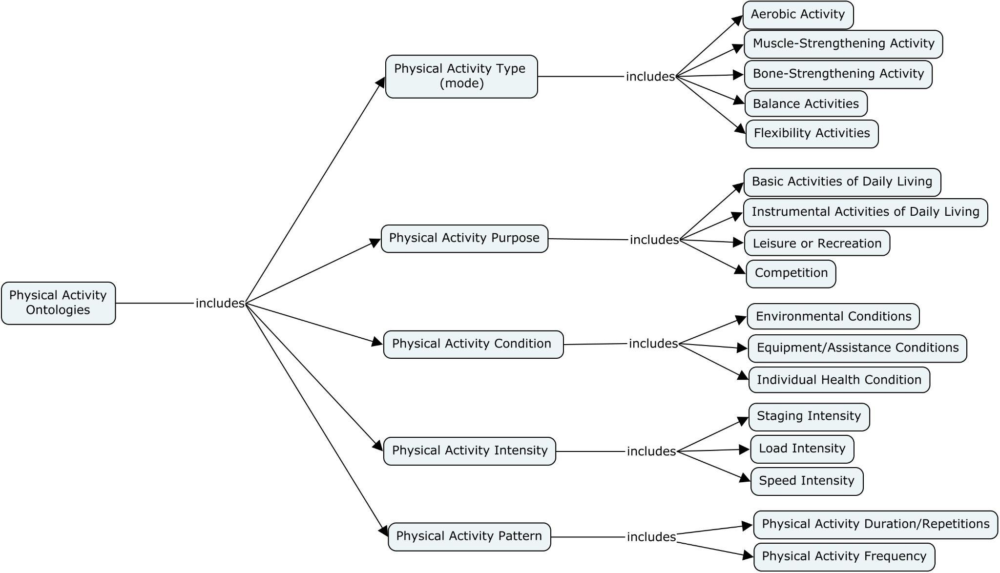 Physical Activity
Ontologies
includes
Physical Activity Type
(mode)
includes
Aerobic Activity
Muscle-Strengthening Activity
Bone-Strengthening Activity
Balance Activities
Flexibility Activities
Physical Activity Purpose
includes
Basic Activities of Daily Living
Instrumental Activities of Daily Living
Leisure or Recreation
Competition
Physical Activity Condition
includes
Environmental Conditions
Equipment/Assistance Conditions
Individual Health Condition
Physical Activity Intensity
includes
Staging Intensity
Load Intensity
Speed Intensity
Physical Activity Pattern
includes
Physical Activity Duration/Repetitions
Physical Activity Frequency